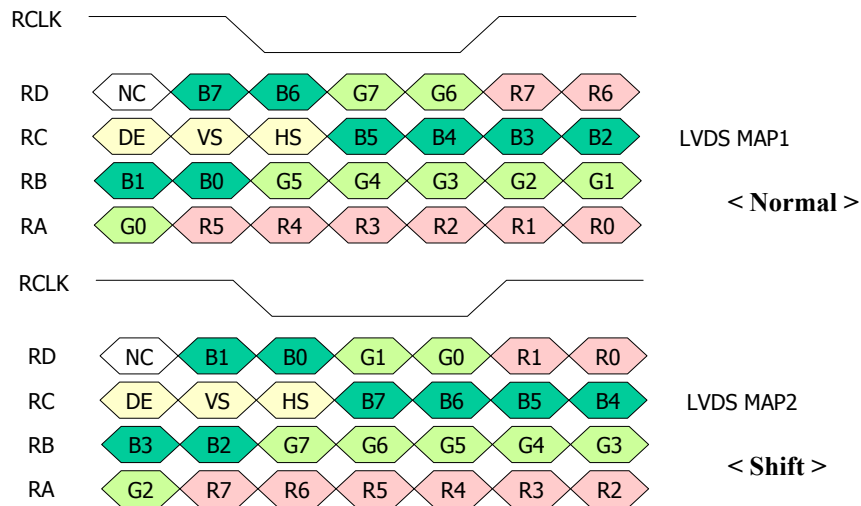 RCLK
RD NC B7 B6 G7 G6 R7 R6
RC DE VS HS B5 B4 B3 B2 LVDS MAP1
RB B1 B0 G5 G4 G3 G2 G1
< Normal >
RA G0 R5 R4 R3 R2 R1 R0
RCLK
RD NC B1 B0 G1 G0 R1 R0
RC DE VS HS B7 B6 B5 B4 LVDS MAP2
RB B3 B2 G7 G6 G5 G4 G3
< Shift >
RA G2 R7 R6 R5 R4 R3 R2